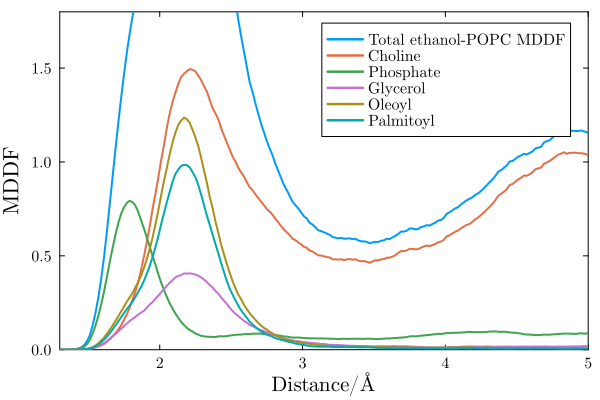 MDDF
1.5
1.0
0.5
0.0
Total ethanol-POPC MDDF
Choline
Phosphate
Glycerol
Oleoyl
Palmitoyl
2 3 4 5
Distance/Å